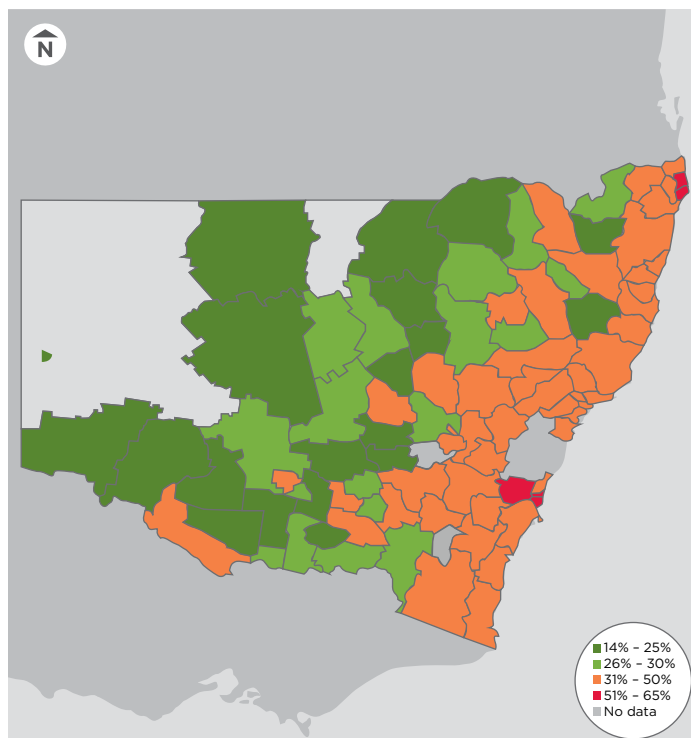 N
14% – 25%
26% – 30%
31% – 50%
51% – 65%
No data